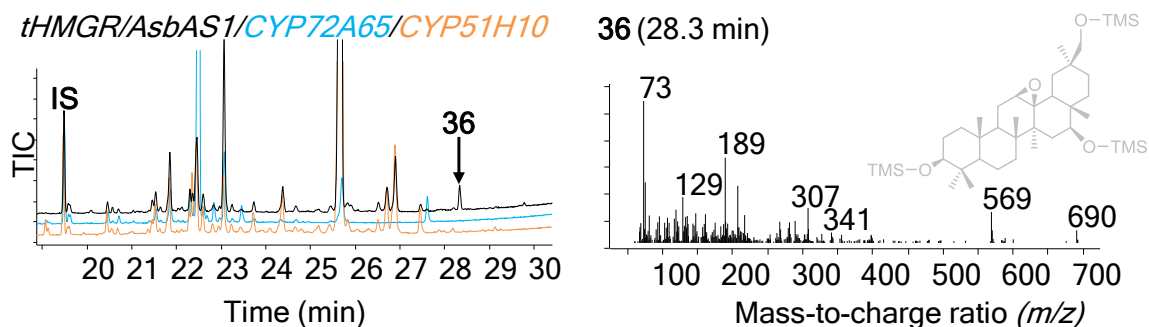 tHMGR/AsbAS1/CYP72A65/CYP51H10
IS
36
TIC
20 21 22 23 24 25 26 27 28 29 30
Time (min)
36 (28.3 min)
73
189
129
307
341
569
690
100 200 300 400 500 600 700
Mass-to-charge ratio (m/z)
O–TMS
O
TMS–O
O–TMS